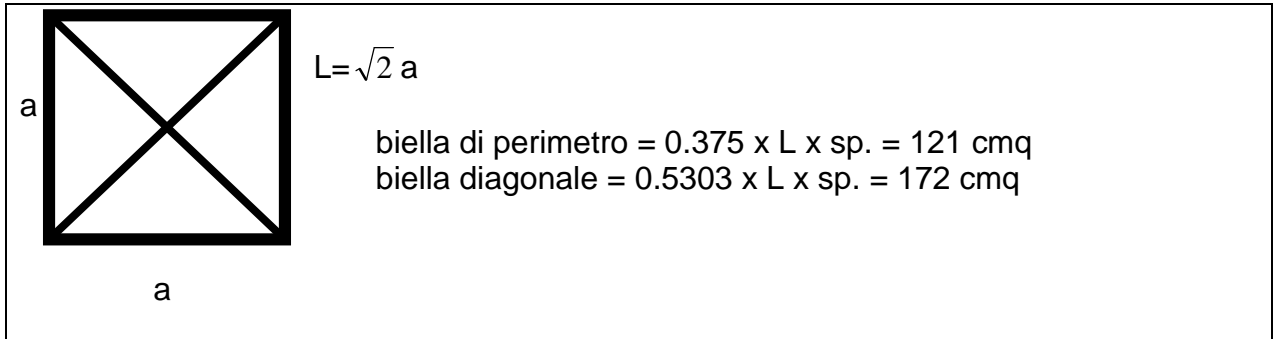 L=√2 a
a
biella di perimetro = 0.375 x L x sp. = 121 cmq
biella diagonale = 0.5303 x L x sp. = 172 cmq
a